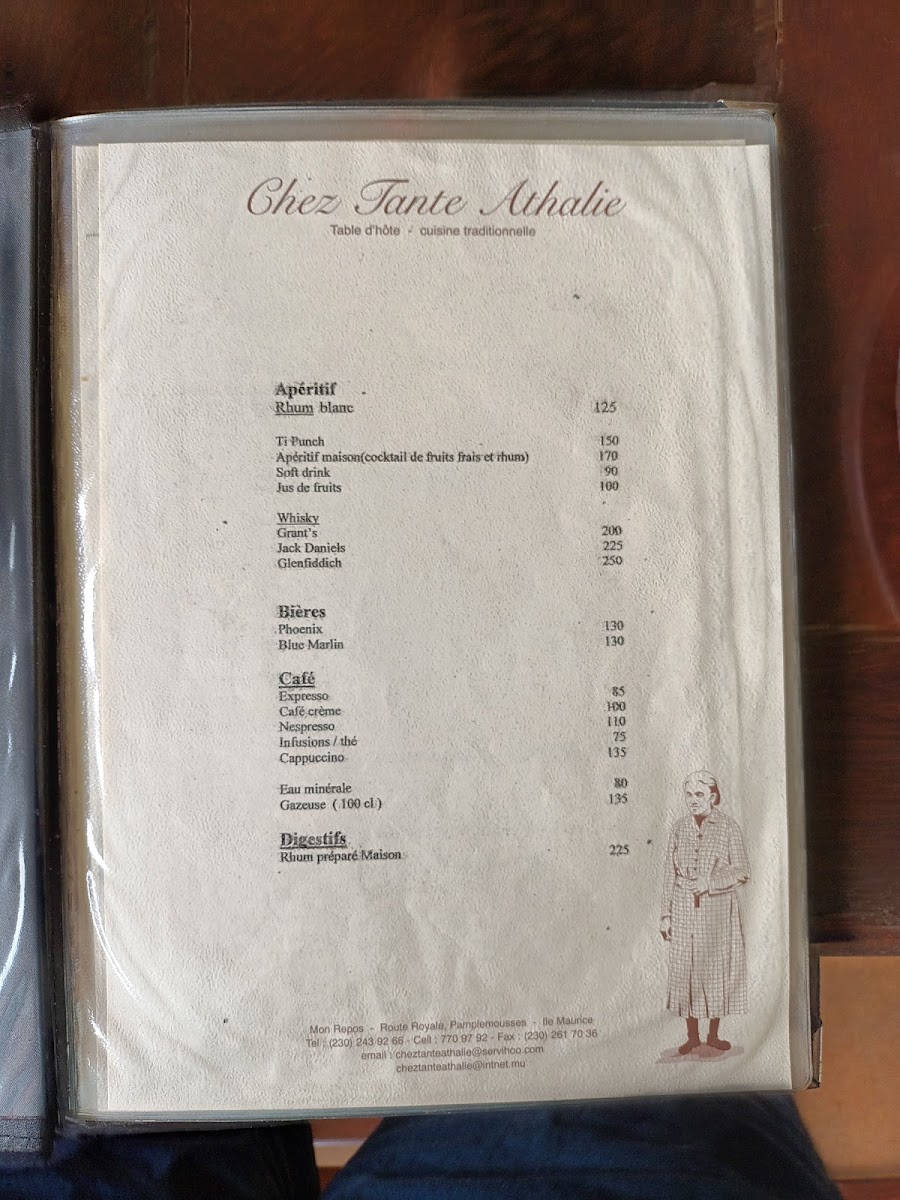 Chez Tante Athalie
Table d'hôte - cuisine traditionnelle
Apéritif
Rhum blanc 125
Ti Punch 150
Apéritif maison(cocktail de fruits frais et rhum) 170
Soft drink 90
Jus de fruits 100
Whisky
Grant's 200
Jack Daniels 225
Glenfiddich 250
Bières
Phoenix 130
Blue Marlin 130
Café
Expresso 85
Café crème 100
Nespresso 110
Infusions / thé 75
Cappuccino 135
Eau minérale 80
Gazeuse ( 100 cl ) 135
Digestifs
Rhum préparé Maison 225
Mon Repos - Route Royale, Pamplemousses - Ile Maurice
Tel : (230) 243 92 66 - Cell : 770 97 92 - Fax : (230) 261 70 36
email : cheztanteathalie@servihoo.com
cheztanteathalie@intnet.mu